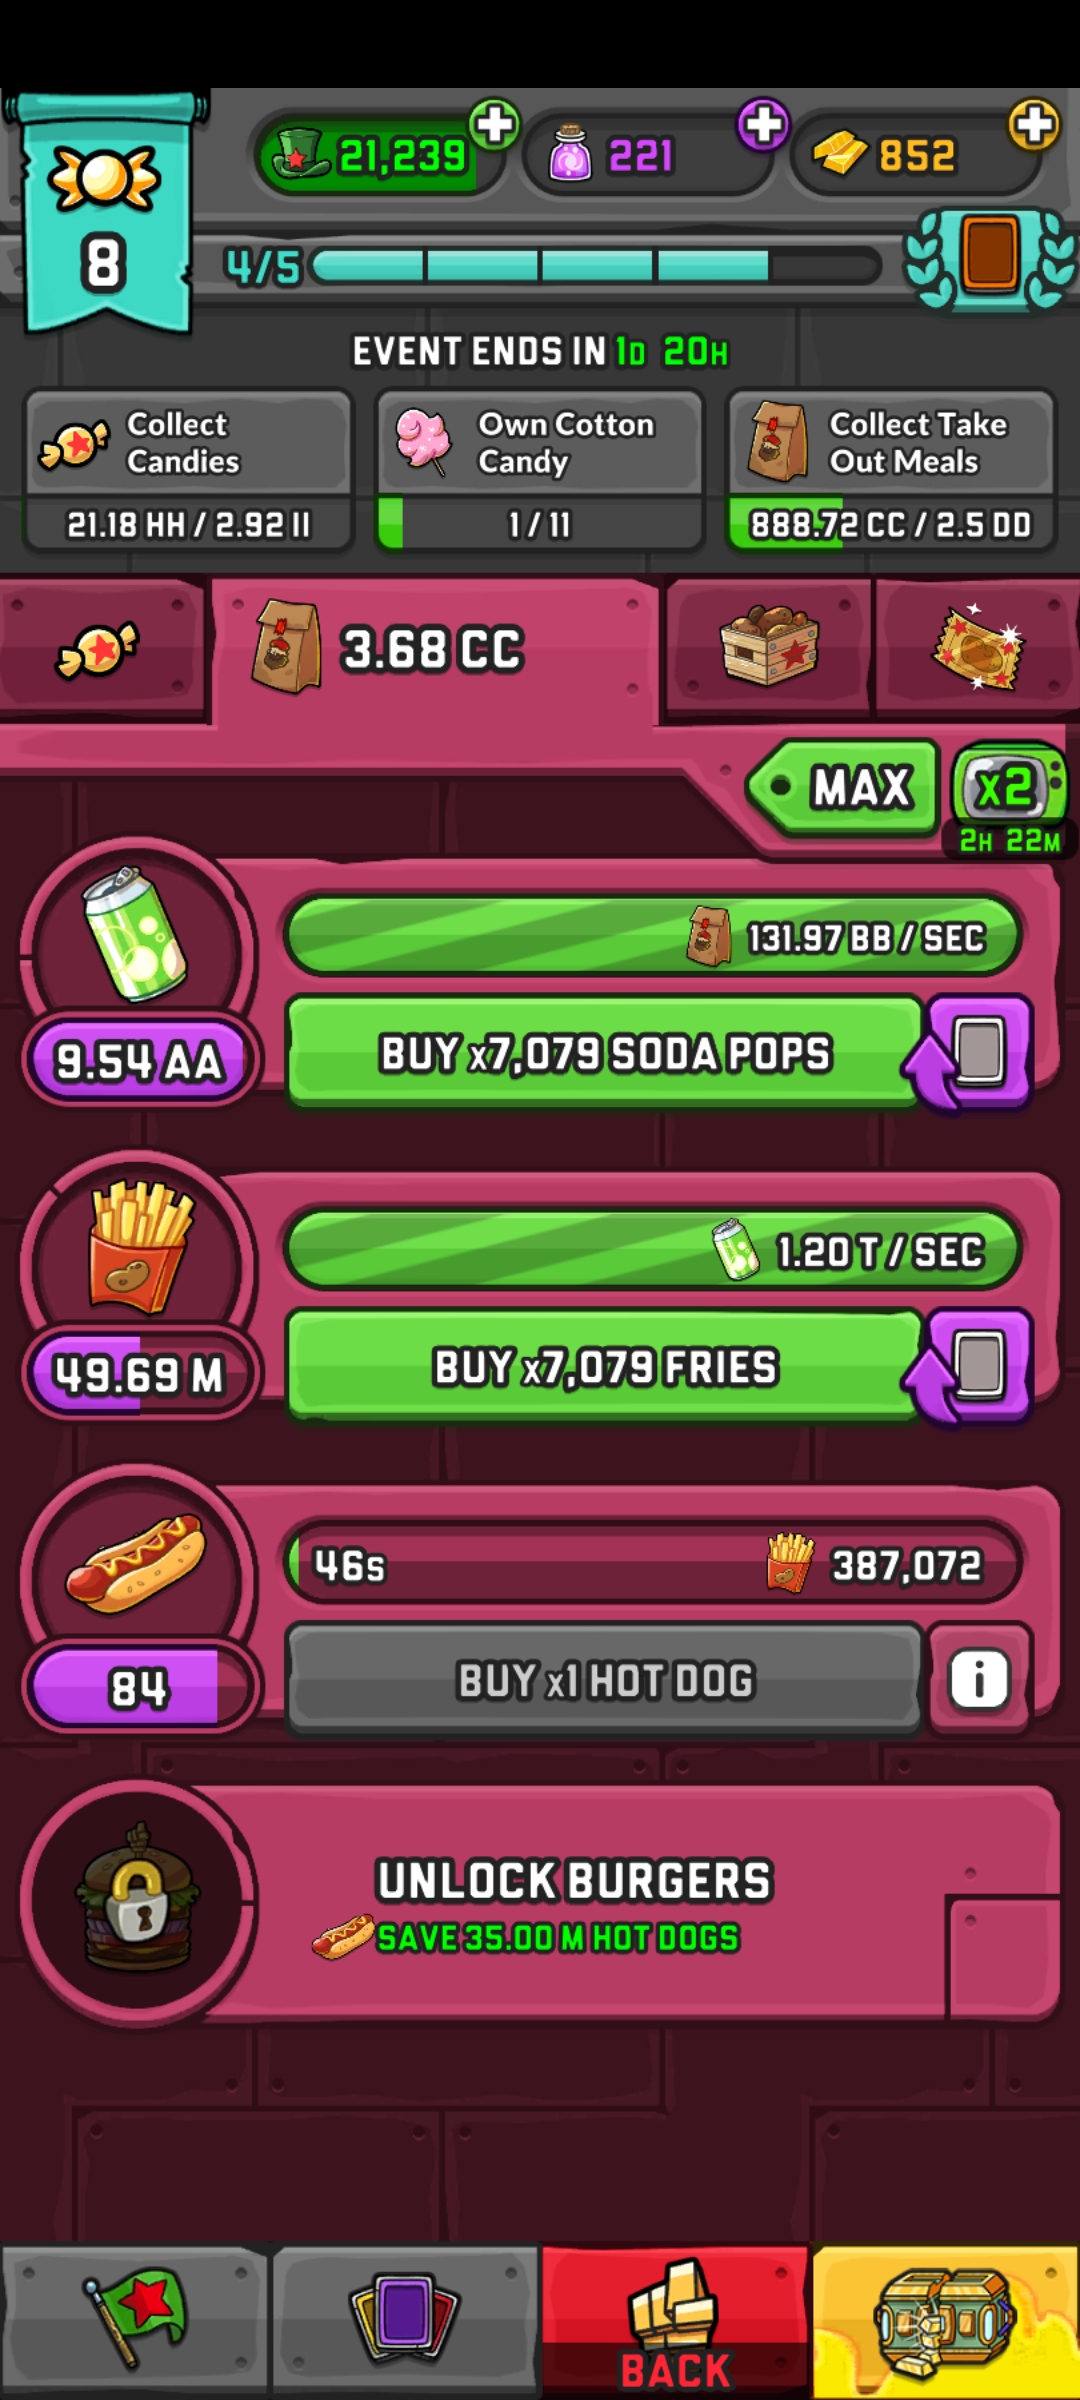 21,239
221
852
8
4/5
EVENT ENDS IN 1D 20H
Collect
Candies
21.18 HH / 2.92 II
Own Cotton
Candy
1 / 11
Collect Take
Out Meals
888.72 CC / 2.5 DD
3.68 CC
MAX
x2
2H 22M
131.97 BB / SEC
9.54 AA
BUY x7,079 SODA POPS
1.20 T / SEC
49.69 M
BUY x7,079 FRIES
46s
387,072
84
BUY x1 HOT DOG
i
UNLOCK BURGERS
SAVE 35.00 M HOT DOGS
BACK